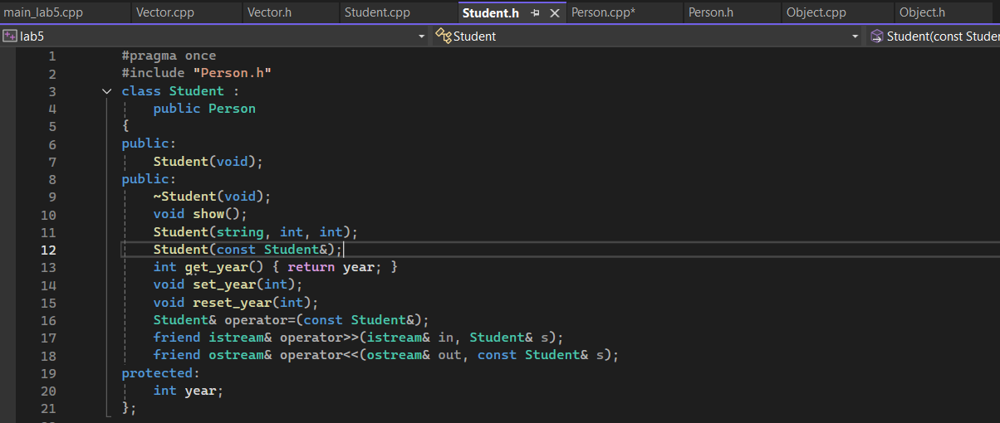 main_lab5.cpp Vector.cpp Vector.h Student.cpp Student.h Person.cpp* Person.h Object.cpp Object.h
lab5 Student Student(const Studer
1 #pragma once
2 #include "Person.h"
3 class Student :
4 public Person
5 {
6 public:
7 Student(void);
8 public:
9 ~Student(void);
10 void show();
11 Student(string, int, int);
12 Student(const Student&);
13 int get_year() { return year; }
14 void set_year(int);
15 void reset_year(int);
16 Student& operator=(const Student&);
17 friend istream& operator>>(istream& in, Student& s);
18 friend ostream& operator<<(ostream& out, const Student& s);
19 protected:
20 int year;
21 };